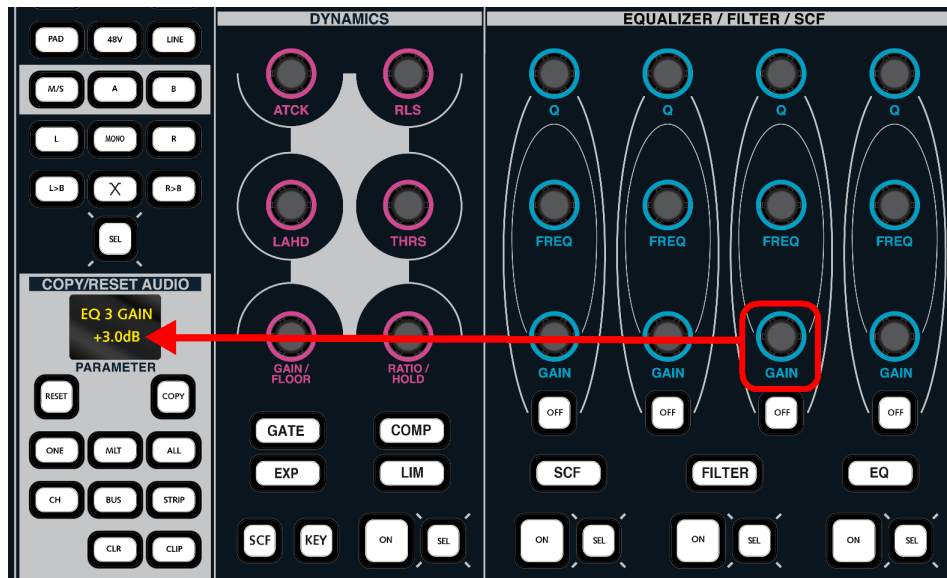 DYNAMICS
EQUALIZER / FILTER / SCF
PAD 48V LINE
M/S A B
ATCK RLS
Q Q Q Q
L MONO R
L>B X R>B
LAHD THRS
FREQ FREQ FREQ FREQ
SEL
COPY/RESET AUDIO
EQ 3 GAIN
+3.0dB
PARAMETER
GAIN / FLOOR
RATIO / HOLD
GAIN GAIN GAIN GAIN
RESET COPY
OFF OFF OFF OFF
GATE COMP
ONE MLT ALL
EXP LIM
SCF FILTER EQ
CH BUS STRIP
SCF KEY ON SEL
ON SEL ON SEL ON SEL
CLR CLIP